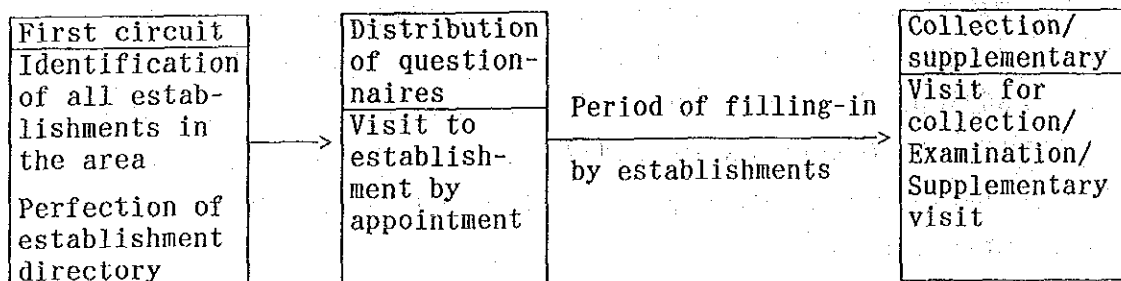 First circuit
Identification
of all estab-
lishments in
the area
Perfection of
establishment
directory
Distribution
of question-
naires
Visit to
establish-
ment by
appointment
Period of filling-in
by establishments
Collection/
supplementary
Visit for
collection/
Examination/
Supplementary
visit